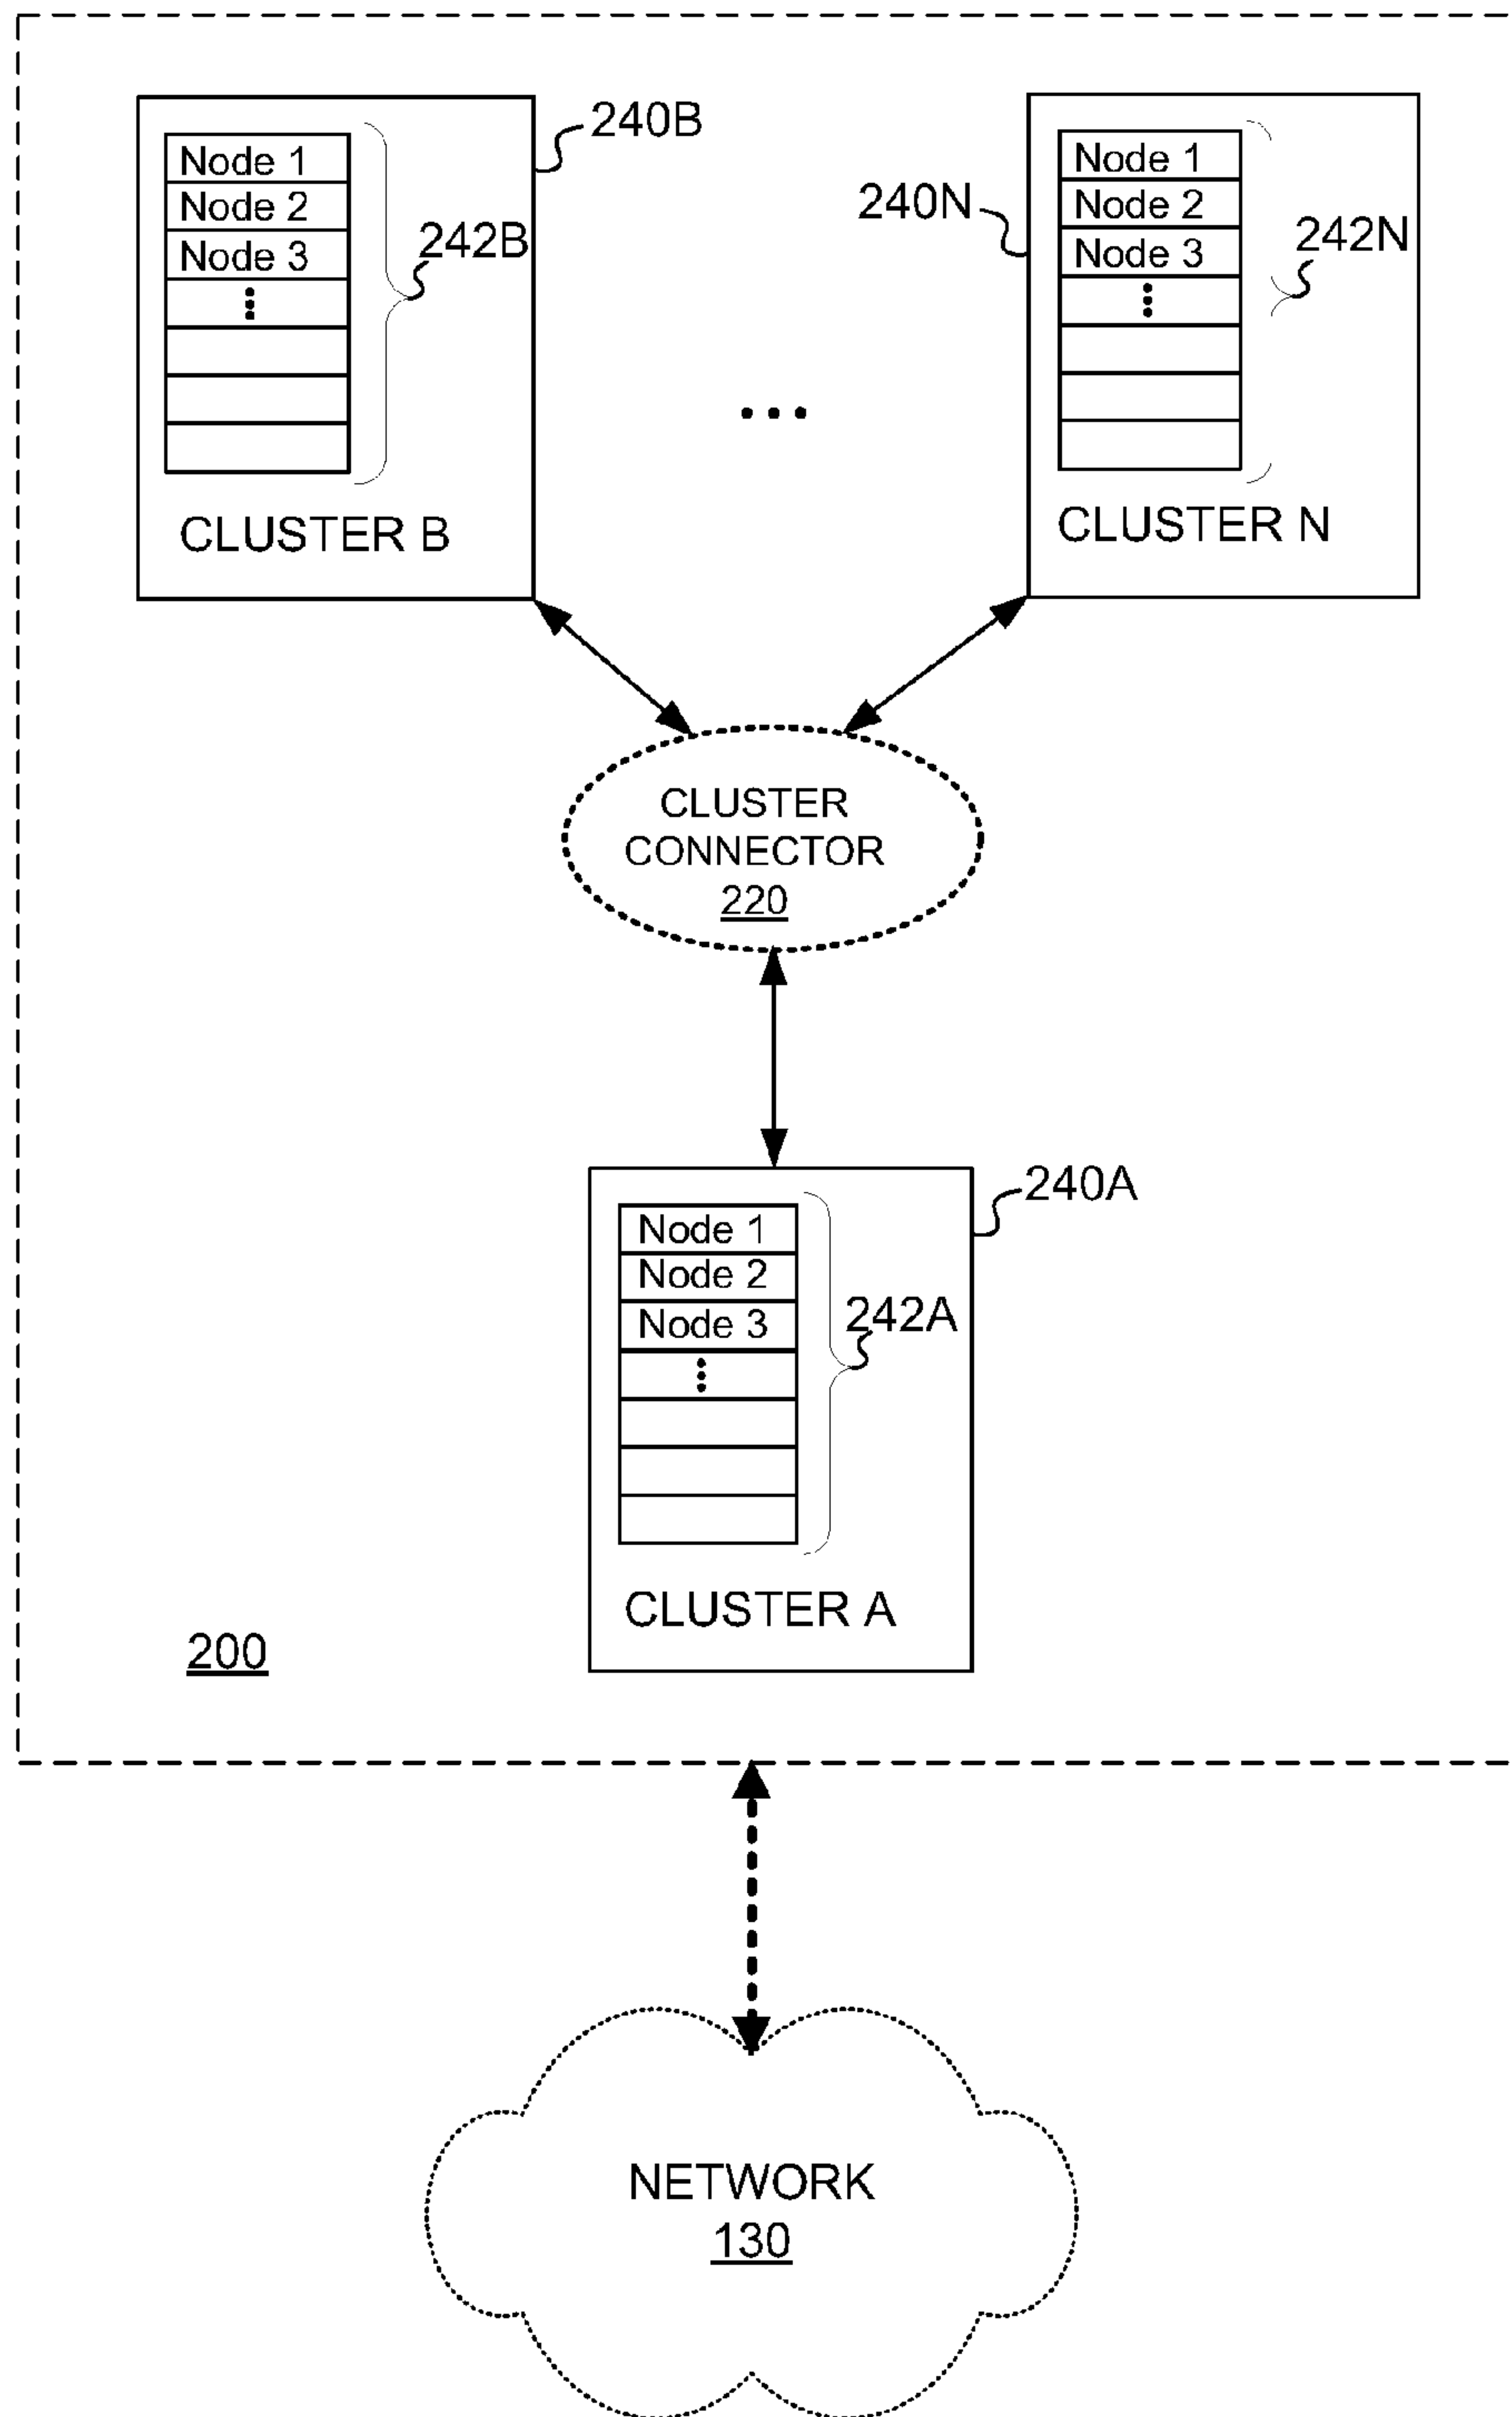 240B
Node 1
Node 2
Node 3
242B
CLUSTER B
240N
Node 1
Node 2
Node 3
242N
CLUSTER N
CLUSTER
CONNECTOR
220
240A
Node 1
Node 2
Node 3
242A
CLUSTER A
200
NETWORK
130